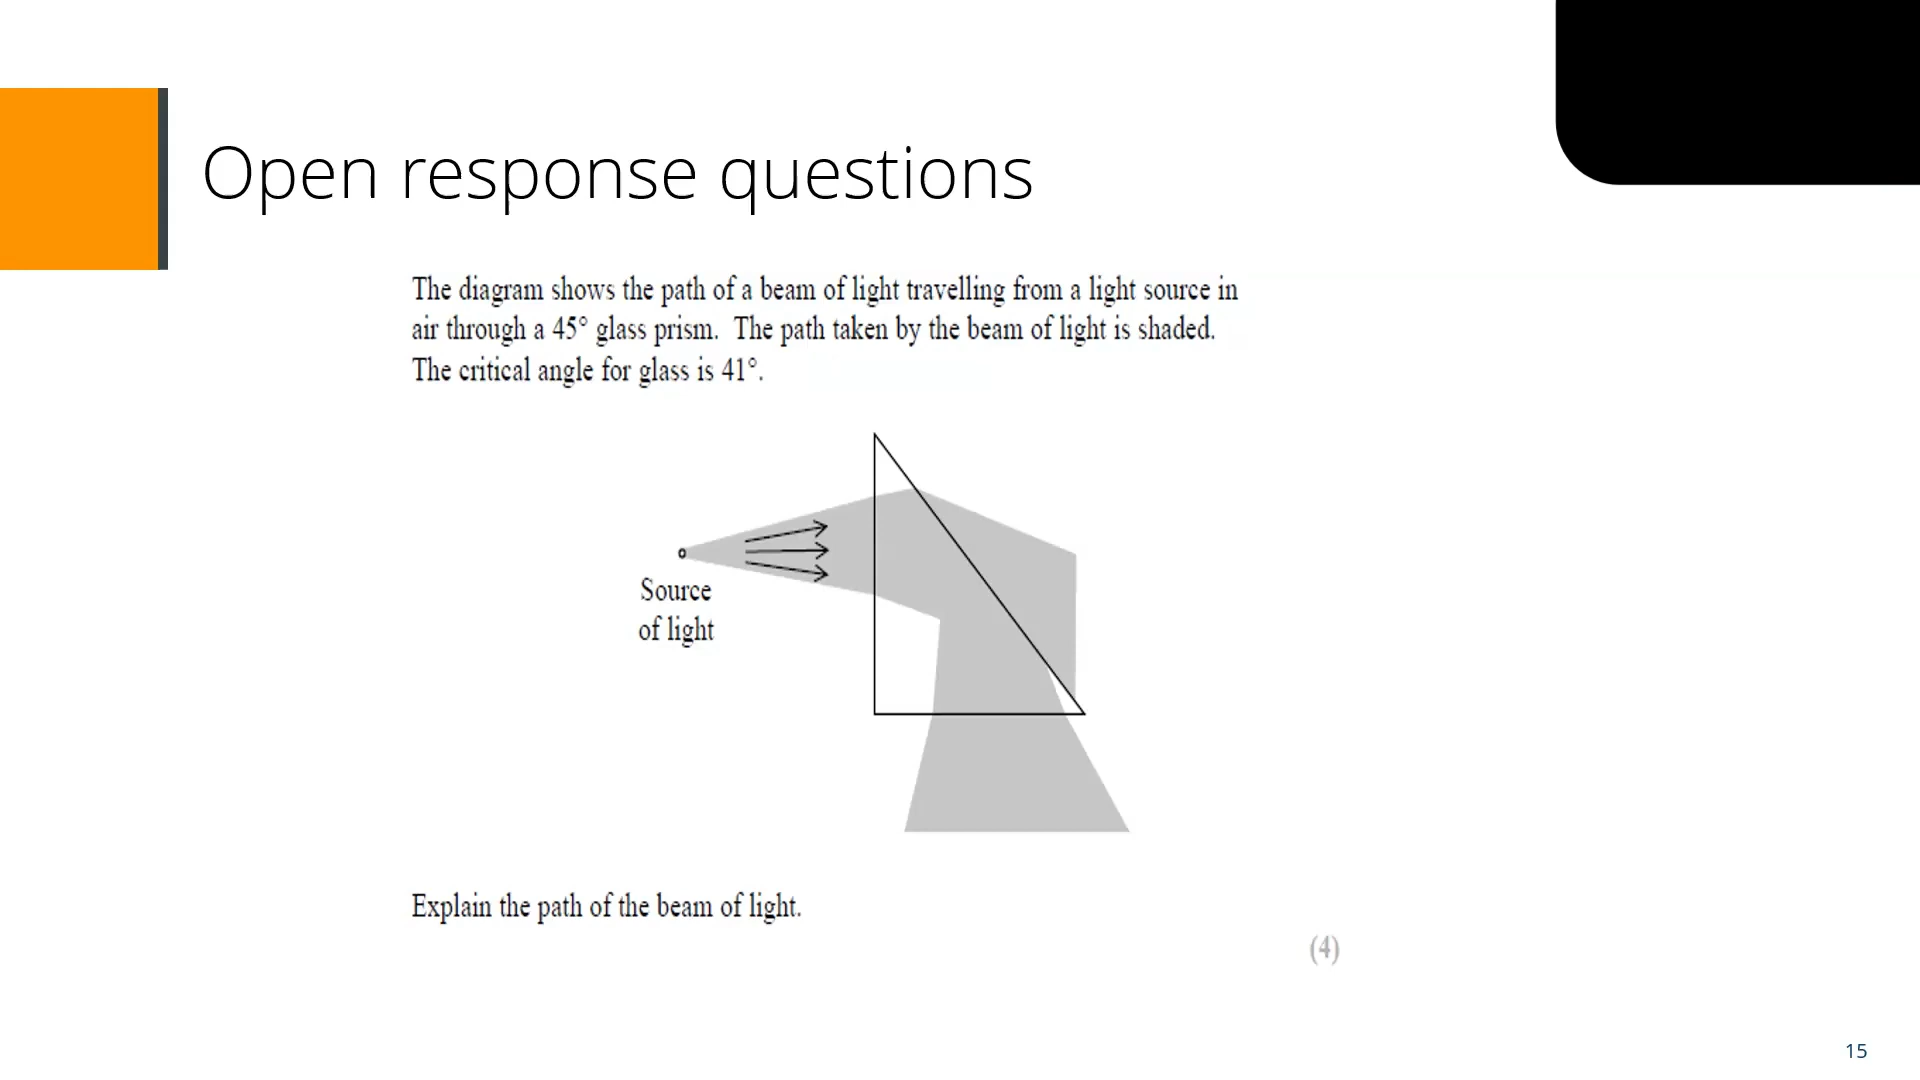 Open response questions
The diagram shows the path of a beam of light travelling from a light source in
air through a 45° glass prism.  The path taken by the beam of light is shaded.
The critical angle for glass is 41°.
Source
of light
Explain the path of the beam of light.
(4)
15